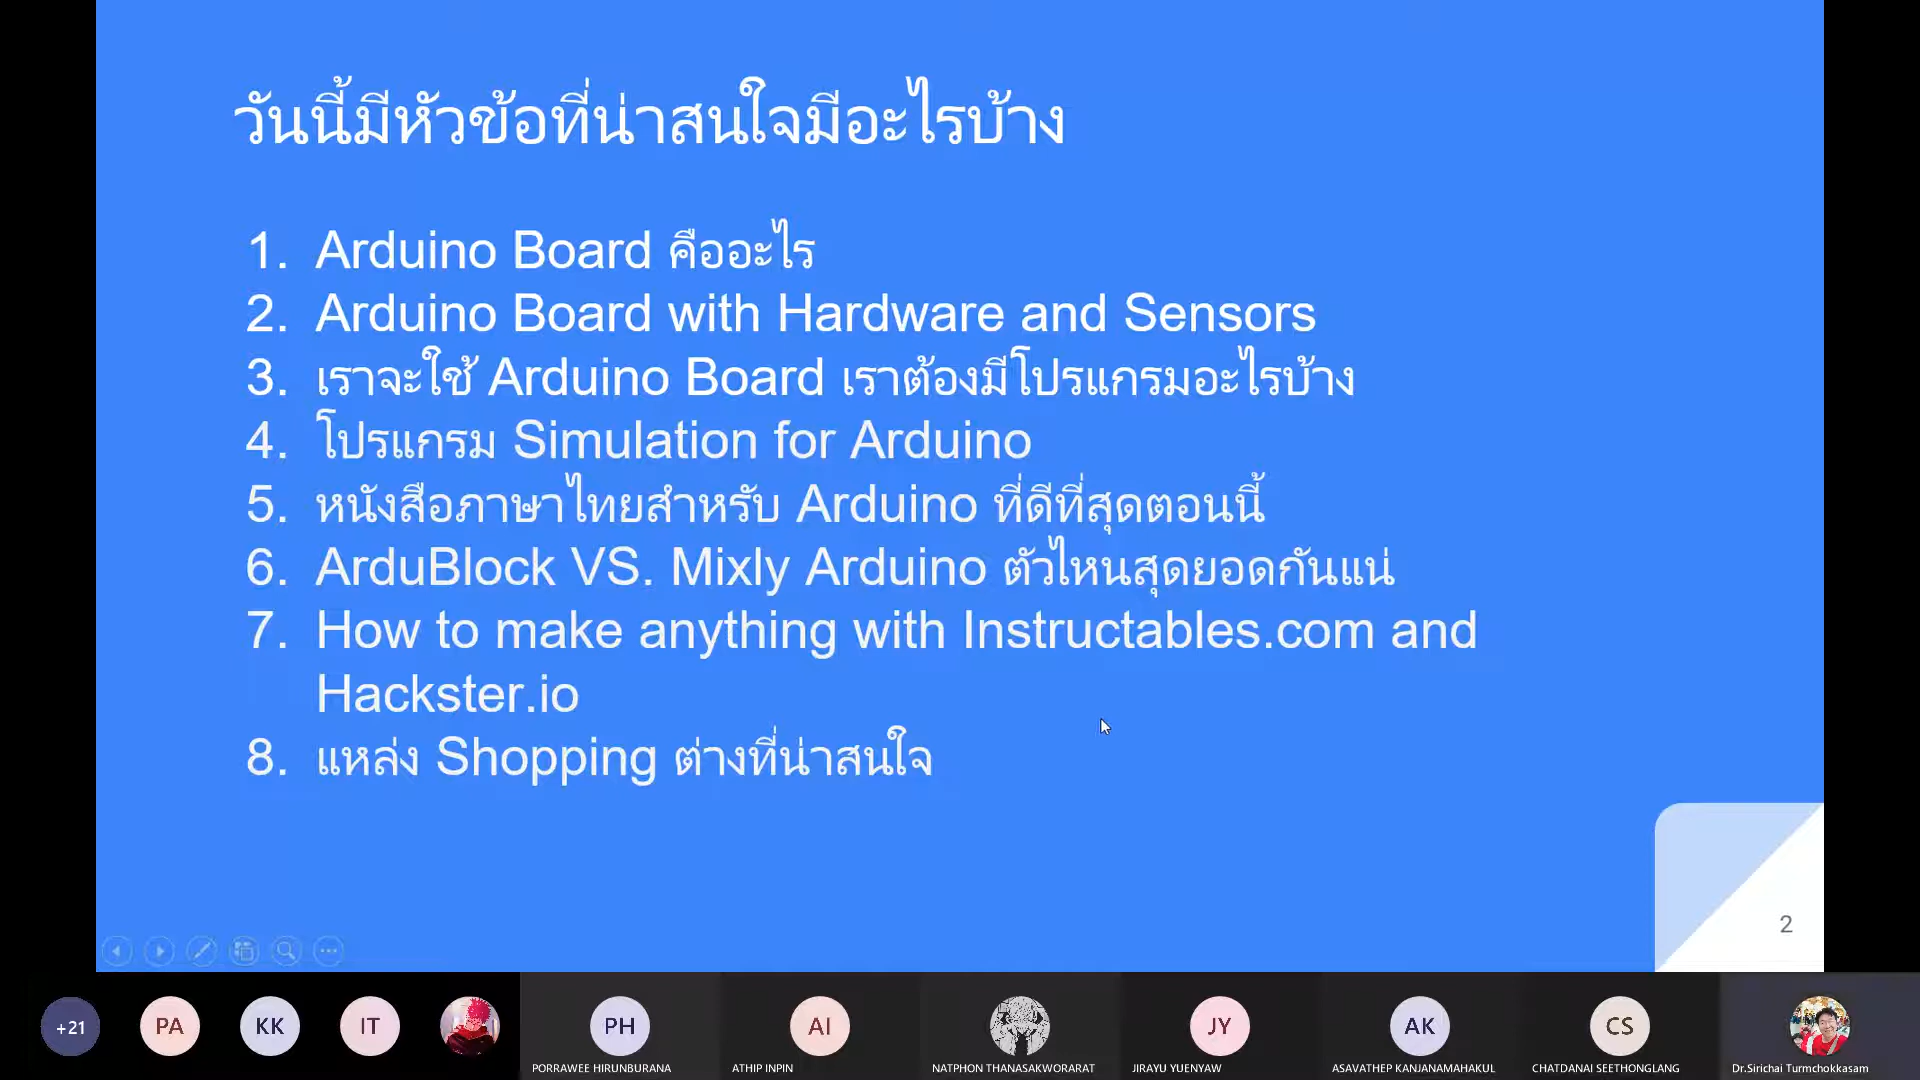 วันนี้มีหัวข้อที่น่าสนใจมีอะไรบ้าง
1. Arduino Board คืออะไร
2. Arduino Board with Hardware and Sensors
3. เราจะใช้ Arduino Board เราต้องมีโปรแกรมอะไรบ้าง
4. โปรแกรม Simulation for Arduino
5. หนังสือภาษาไทยสำหรับ Arduino ที่ดีที่สุดตอนนี้
6. ArduBlock VS. Mixly Arduino ตัวไหนสุดยอดกันแน่
7. How to make anything with Instructables.com and
Hackster.io
8. แหล่ง Shopping ต่างที่น่าสนใจ
2
+21 PA KK IT PH AI JY AK CS
PORRAWEE HIRUNBURANA ATHIP INPIN NATPHON THANASAKWORARAT JIRAYU YUENYAW ASAVATHEP KANJANAMAHAKUL CHATDANAI SEETHONGLANG Dr.Sirichai Turmchokkasam